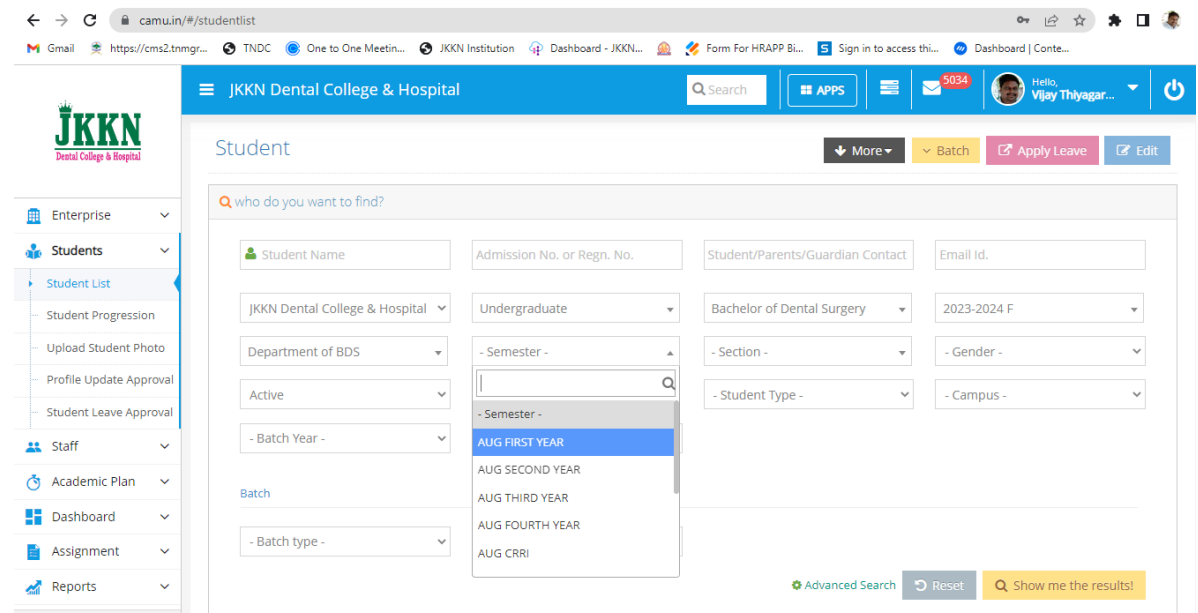 camu.in/#/studentlist
Gmail https://cms2.tnmgr... TNDC One to One Meetin... JKKN Institution Dashboard - JKKN... Form For HRAPP Bi... S Sign in to access thi... Dashboard | Conte...
JKKN
Dental College & Hospital
JKKN Dental College & Hospital
Search
APPS
5034
Hello,
Vijay Thiyagar...
Enterprise
Students
Student List
Student Progression
Upload Student Photo
Profile Update Approval
Student Leave Approval
Staff
Academic Plan
Dashboard
Assignment
Reports
Student
More
Batch
Apply Leave
Edit
who do you want to find?
Student Name
Admission No. or Regn. No.
Student/Parents/Guardian Contact
Email Id.
JKKN Dental College & Hospital
Undergraduate
Bachelor of Dental Surgery
2023-2024 F
Department of BDS
- Semester -
- Section -
- Gender -
Active
- Student Type -
- Campus -
- Batch Year -
- Semester -
AUG FIRST YEAR
AUG SECOND YEAR
AUG THIRD YEAR
AUG FOURTH YEAR
AUG CRRI
Batch
- Batch type -
Advanced Search
Reset
Show me the results!